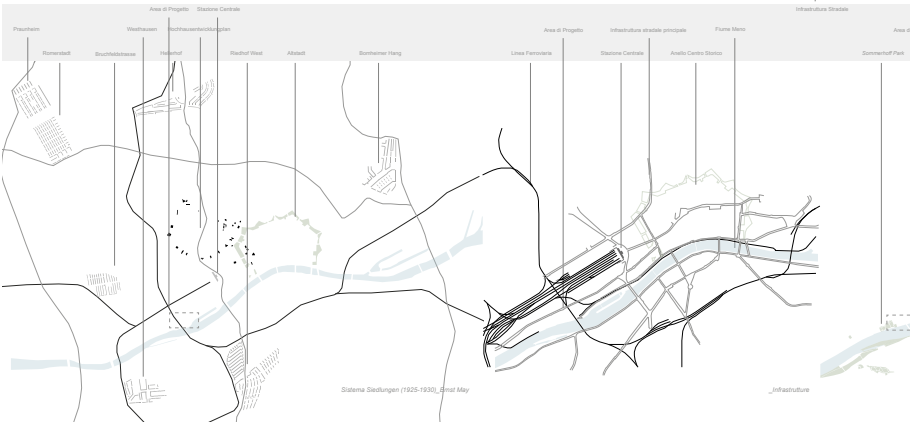 Area di Progetto Stazione Centrale Infrastruttura Stradale
Praunheim Westhausen Hochhausentwicklungsplan Area di Progetto Infrastruttura stradale principale Fiume Meno Area d
Romerstadt Bruchfeldstrasse Hellerhof Riedhof West Altstadt Bornheimer Hang Linea Ferroviaria Stazione Centrale Anello Centro Storico Sommerhoff Park
Sistema Siedlungen (1925-1930)_Ernst May _Infrastrutture